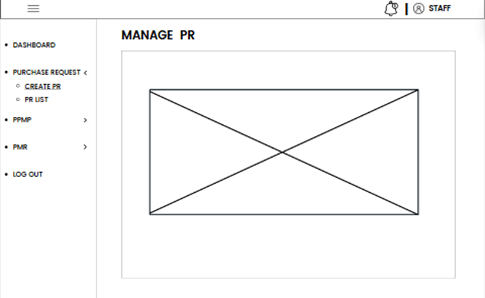 STAFF
MANAGE PR
DASHBOARD
PURCHASE REQUEST
CREATE PR
PR LIST
PPMP
PMR
LOG OUT